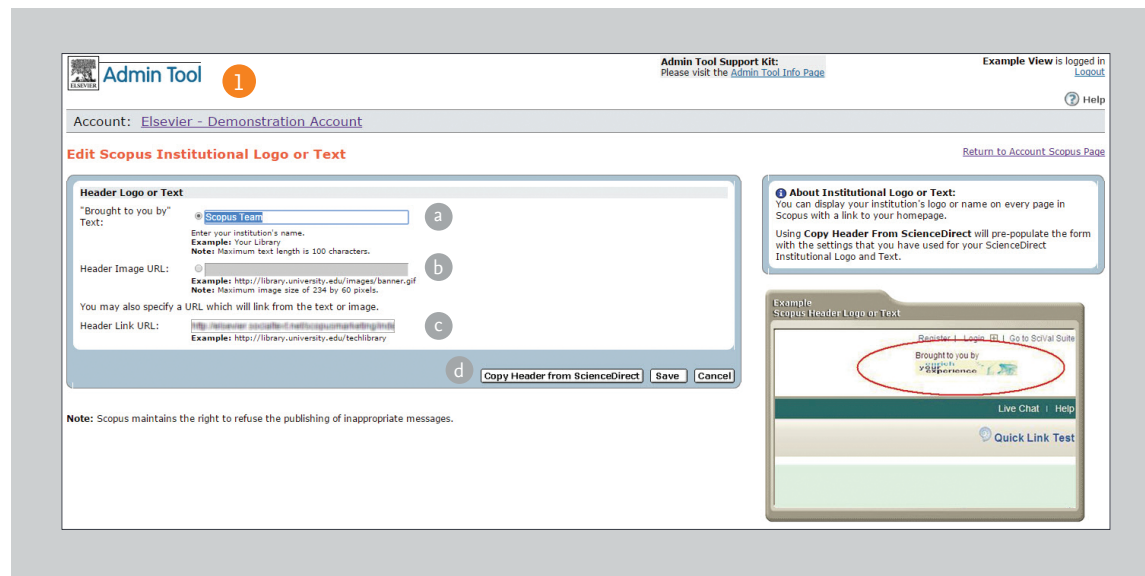 ELSEVIER
Admin Tool
1
Admin Tool Support Kit:
Please visit the Admin Tool Info Page
Example View is logged in
Logout
? Help
Account: Elsevier - Demonstration Account
Edit Scopus Institutional Logo or Text
Return to Account Scopus Page
Header Logo or Text
"Brought to you by"
Text:
Scopus Team
a
Enter your institution's name.
Example: Your Library
Note: Maximum text length is 100 characters.
Header Image URL:
b
Example: http://library.university.edu/images/banner.gif
Note: Maximum image size of 234 by 60 pixels.
You may also specify a URL which will link from the text or image.
Header Link URL:
c
Example: http://library.university.edu/techlibrary
d
Copy Header from ScienceDirect
Save
Cancel
Note: Scopus maintains the right to refuse the publishing of inappropriate messages.
About Institutional Logo or Text:
You can display your institution's logo or name on every page in
Scopus with a link to your homepage.
Using Copy Header From ScienceDirect will pre-populate the form
with the settings that you have used for your ScienceDirect
Institutional Logo and Text.
Example
Scopus Header Logo or Text
Register | Login | Go to SciVal Suite
Brought to you by
enrich
your
experience
Live Chat | Help
Quick Link Test